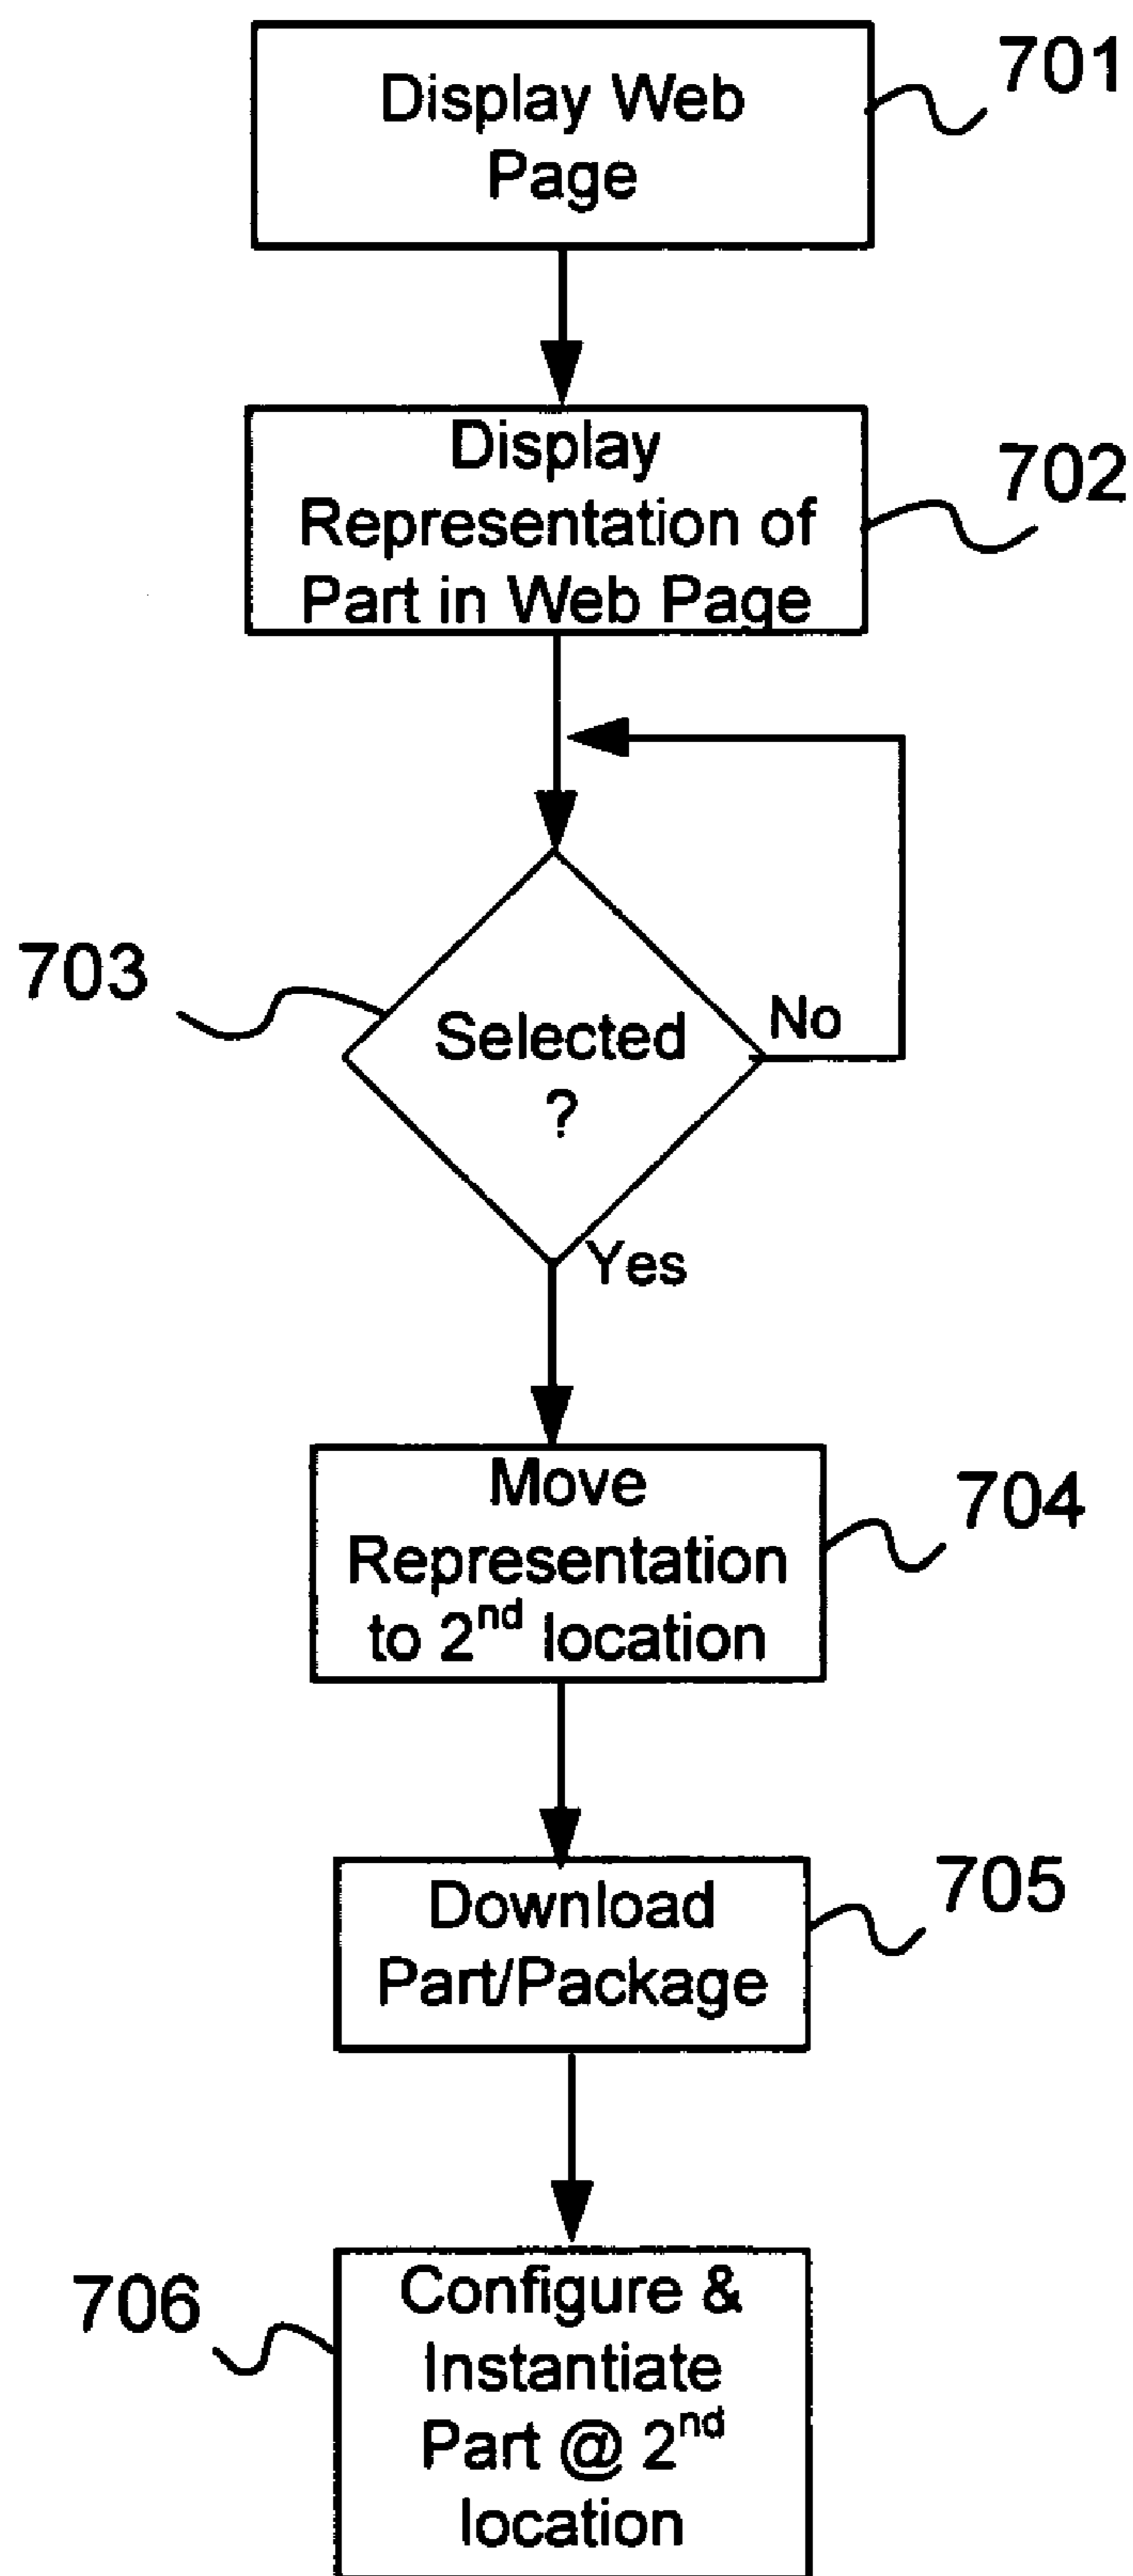 701
Display Web
Page
702
Display
Representation of
Part in Web Page
703
Selected
?
No
Yes
704
Move
Representation
to 2nd location
705
Download
Part/Package
706
Configure &
Instantiate
Part @ 2nd
location